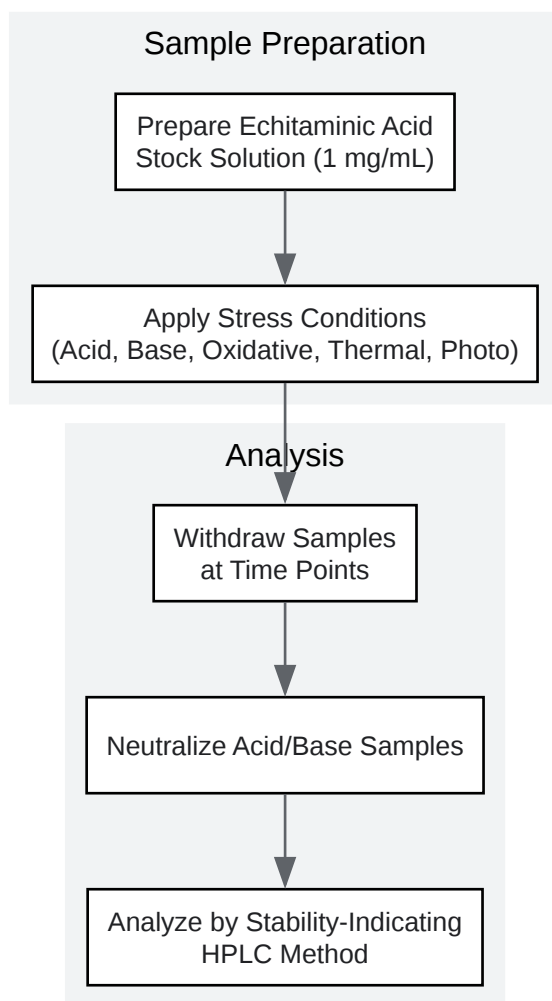 Sample Preparation
Prepare Echitaminic Acid
Stock Solution (1 mg/mL)
Apply Stress Conditions
(Acid, Base, Oxidative, Thermal, Photo)
Analysis
Withdraw Samples
at Time Points
Neutralize Acid/Base Samples
Analyze by Stability-Indicating
HPLC Method